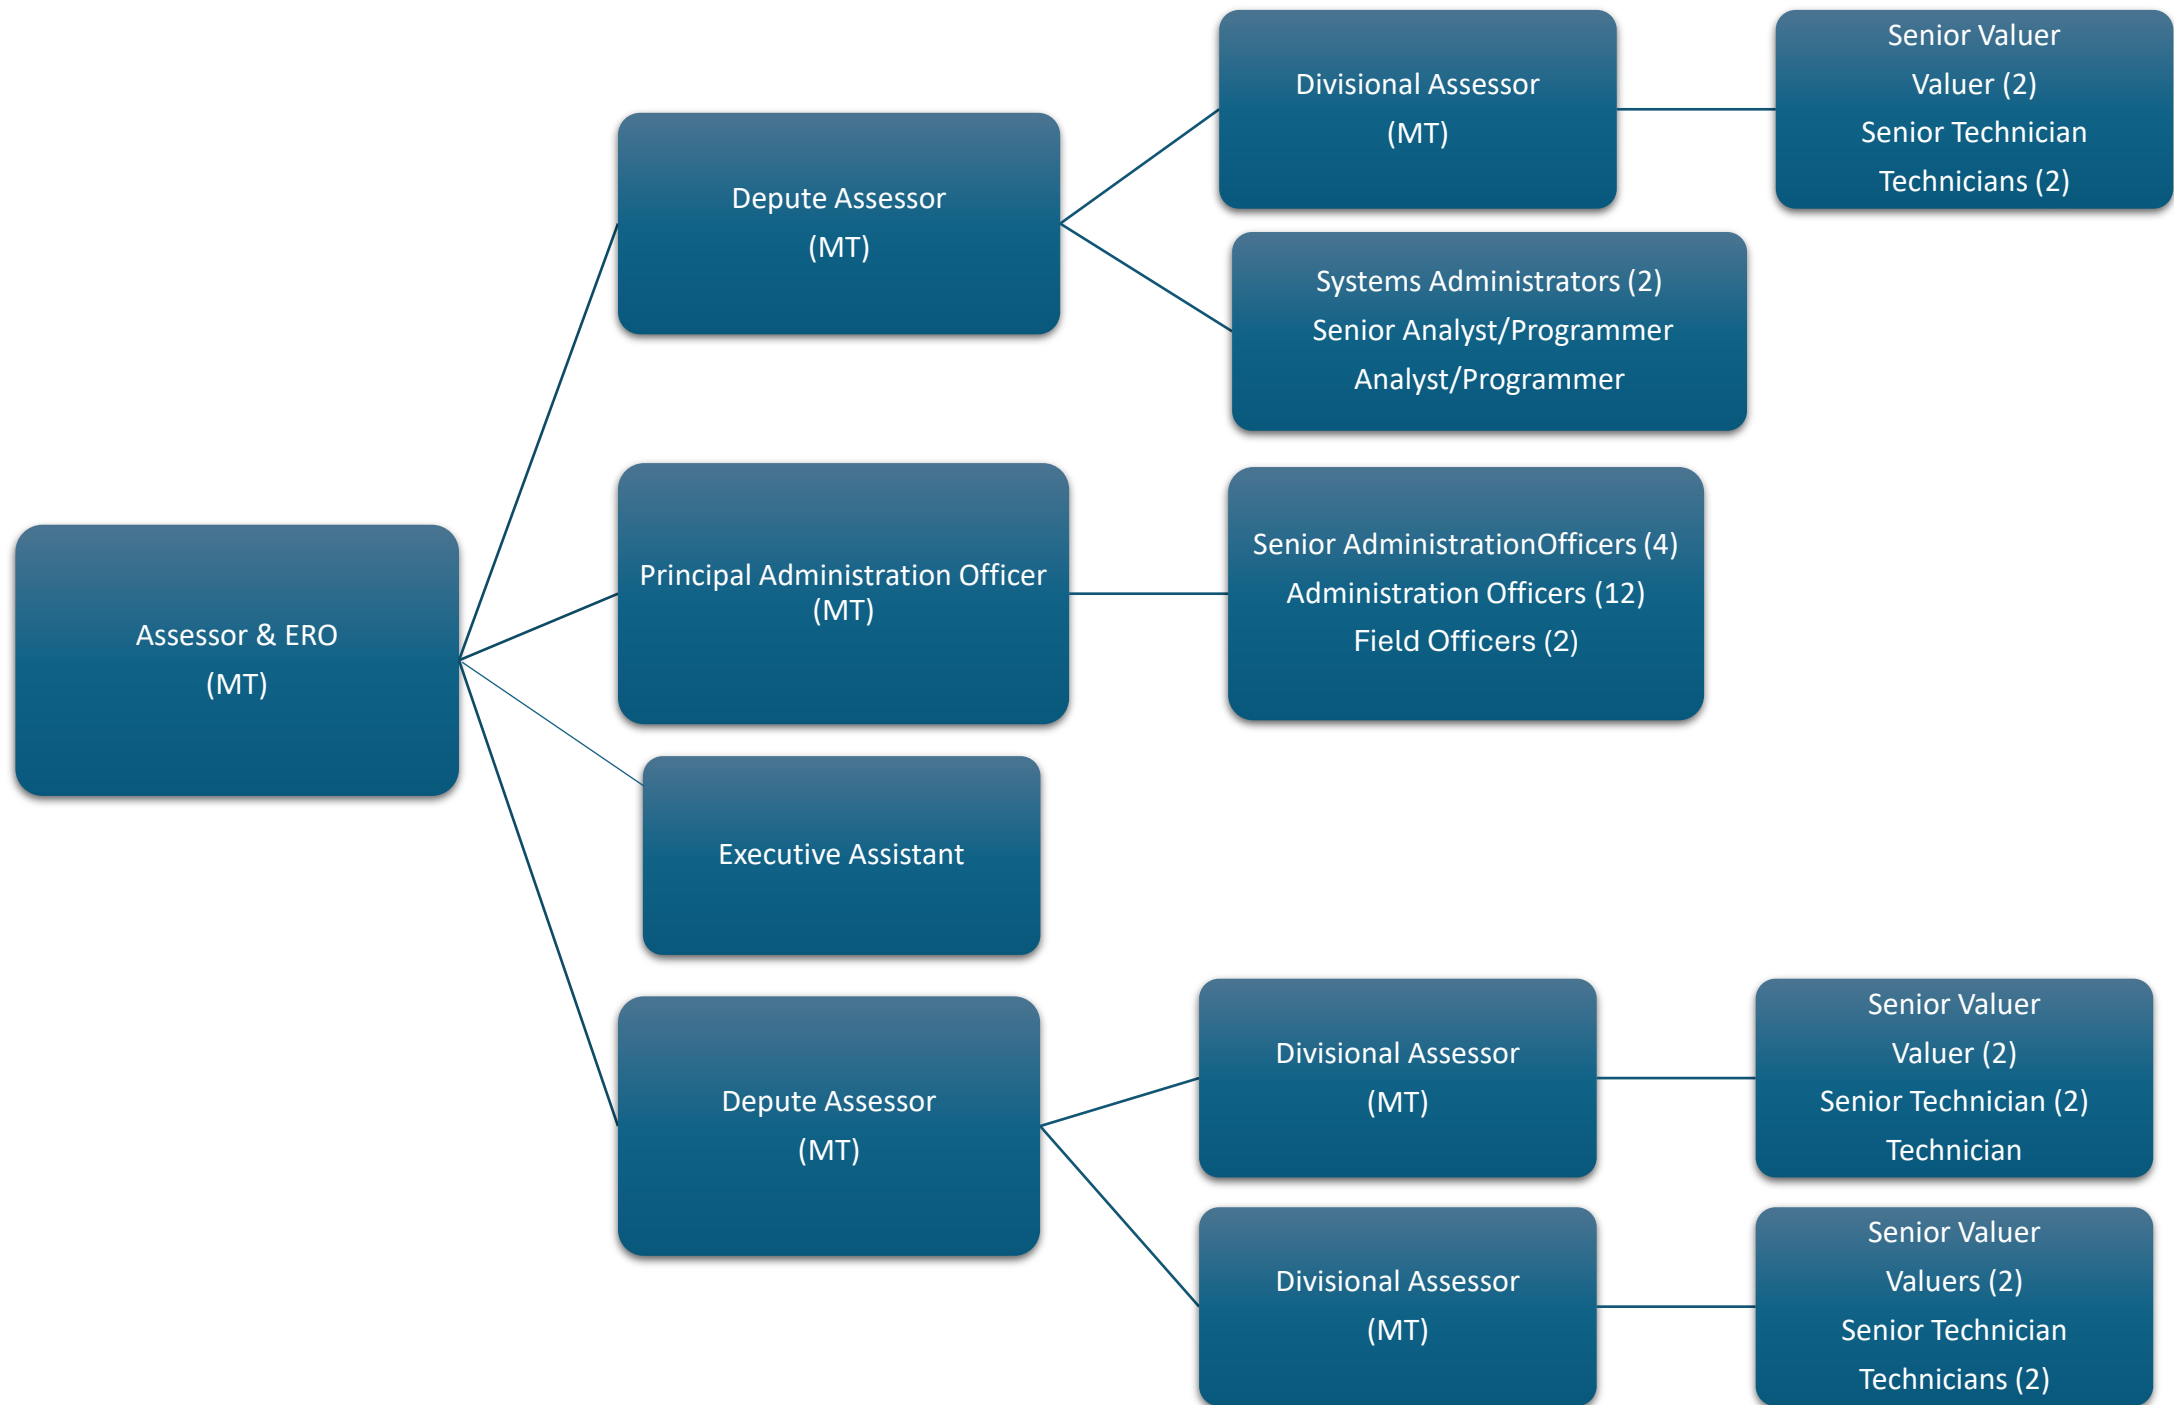 Assessor & ERO
(MT)
Depute Assessor
(MT)
Divisional Assessor
(MT)
Senior Valuer
Valuer (2)
Senior Technician
Technicians (2)
Systems Administrators (2)
Senior Analyst/Programmer
Analyst/Programmer
Principal Administration Officer
(MT)
Senior AdministrationOfficers (4)
Administration Officers (12)
Field Officers (2)
Executive Assistant
Depute Assessor
(MT)
Divisional Assessor
(MT)
Senior Valuer
Valuer (2)
Senior Technician (2)
Technician
Divisional Assessor
(MT)
Senior Valuer
Valuers (2)
Senior Technician
Technicians (2)